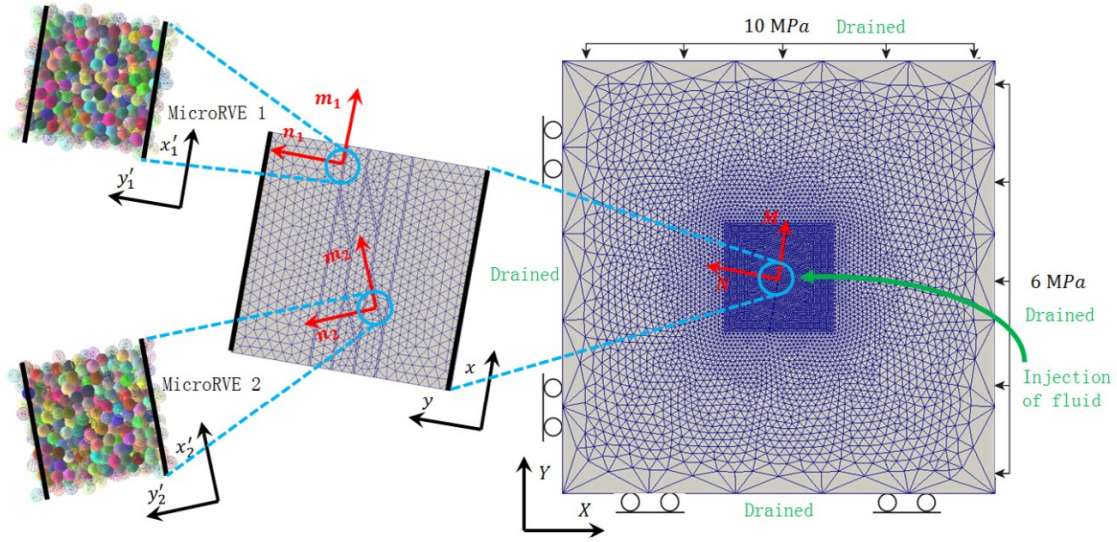 10 MPa Drained
MicroRVE 1
m₁
n₁
x′₁
y′₁
m₂
n₂
MicroRVE 2
x′₂
y′₂
x
y
Drained
M
N
6 MPa
Drained
Injection
of fluid
Y
X
Drained